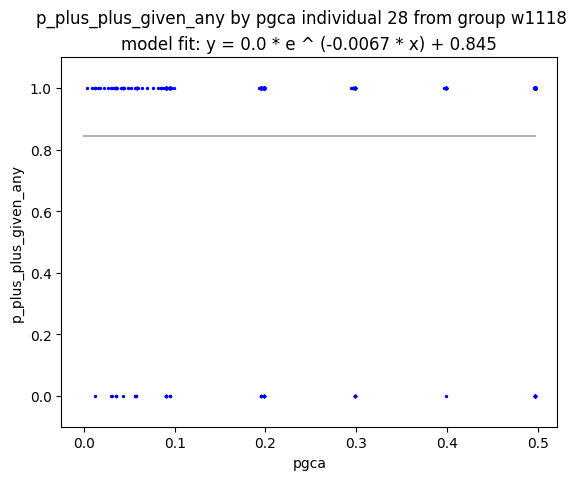 p_plus_plus_given_any by pgca individual 28 from group w1118
model fit: y = 0.0 * e ^ (-0.0067 * x) + 0.845
1.0
0.8
0.6
0.4
0.2
0.0
p_plus_plus_given_any
0.0 0.1 0.2 0.3 0.4 0.5
pgca